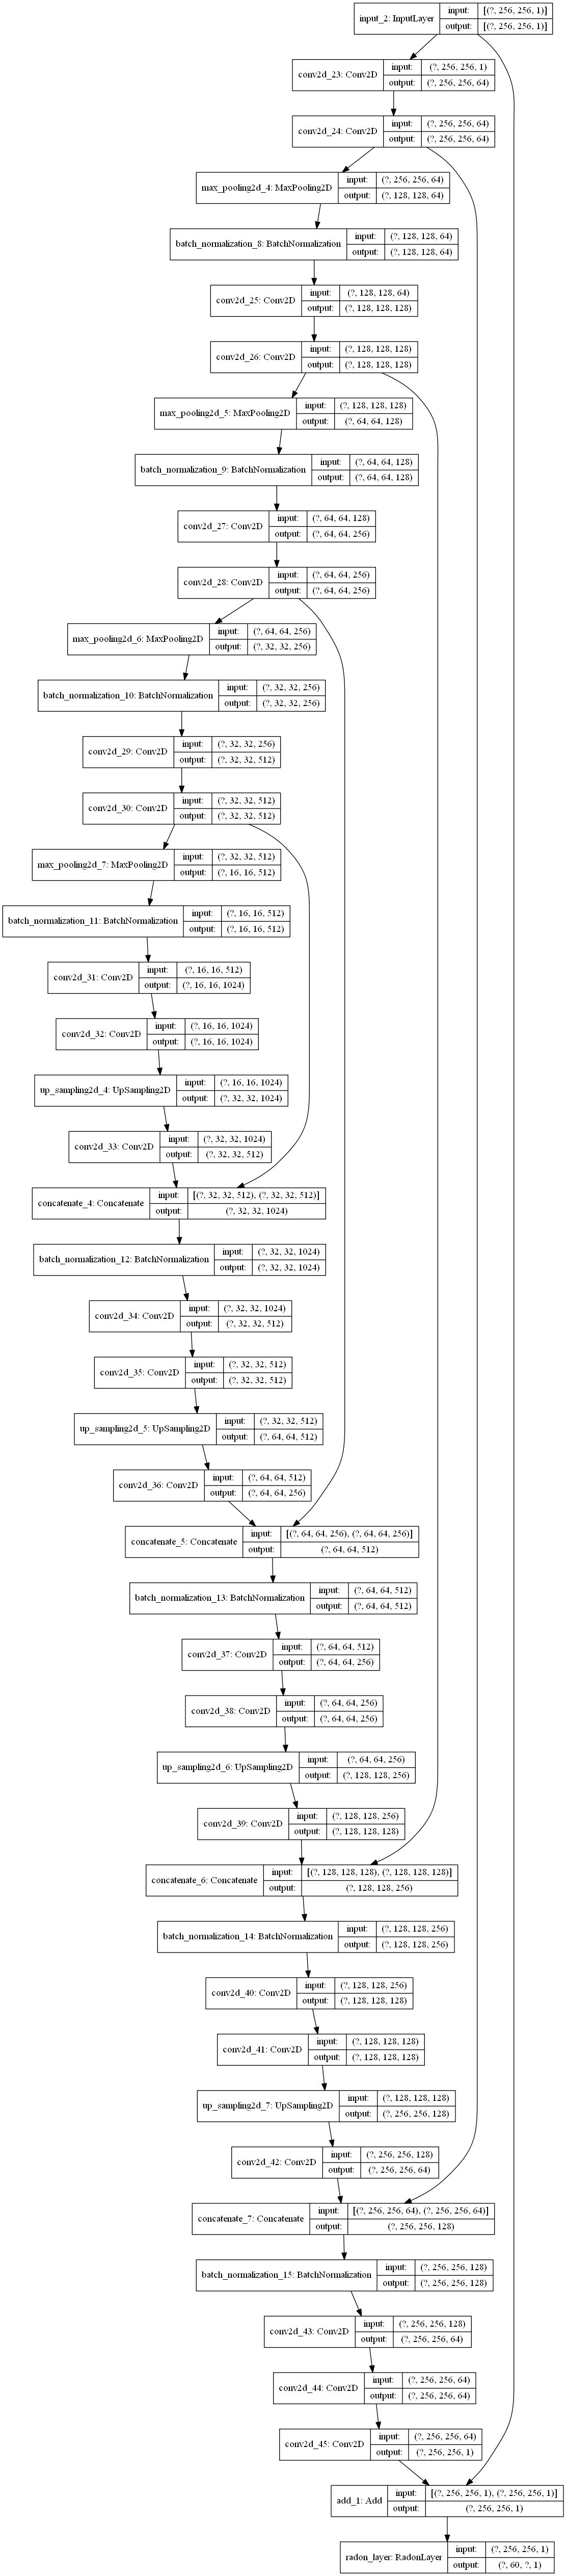 input_2: InputLayer
input: [(?, 256, 256, 1)]
output: [(?, 256, 256, 1)]
conv2d_23: Conv2D
input: (?, 256, 256, 1)
output: (?, 256, 256, 64)
conv2d_24: Conv2D
input: (?, 256, 256, 64)
output: (?, 256, 256, 64)
max_pooling2d_4: MaxPooling2D
input: (?, 256, 256, 64)
output: (?, 128, 128, 64)
batch_normalization_8: BatchNormalization
input: (?, 128, 128, 64)
output: (?, 128, 128, 64)
conv2d_25: Conv2D
input: (?, 128, 128, 64)
output: (?, 128, 128, 128)
conv2d_26: Conv2D
input: (?, 128, 128, 128)
output: (?, 128, 128, 128)
max_pooling2d_5: MaxPooling2D
input: (?, 128, 128, 128)
output: (?, 64, 64, 128)
batch_normalization_9: BatchNormalization
input: (?, 64, 64, 128)
output: (?, 64, 64, 128)
conv2d_27: Conv2D
input: (?, 64, 64, 128)
output: (?, 64, 64, 256)
conv2d_28: Conv2D
input: (?, 64, 64, 256)
output: (?, 64, 64, 256)
max_pooling2d_6: MaxPooling2D
input: (?, 64, 64, 256)
output: (?, 32, 32, 256)
batch_normalization_10: BatchNormalization
input: (?, 32, 32, 256)
output: (?, 32, 32, 256)
conv2d_29: Conv2D
input: (?, 32, 32, 256)
output: (?, 32, 32, 512)
conv2d_30: Conv2D
input: (?, 32, 32, 512)
output: (?, 32, 32, 512)
max_pooling2d_7: MaxPooling2D
input: (?, 32, 32, 512)
output: (?, 16, 16, 512)
batch_normalization_11: BatchNormalization
input: (?, 16, 16, 512)
output: (?, 16, 16, 512)
conv2d_31: Conv2D
input: (?, 16, 16, 512)
output: (?, 16, 16, 1024)
conv2d_32: Conv2D
input: (?, 16, 16, 1024)
output: (?, 16, 16, 1024)
up_sampling2d_4: UpSampling2D
input: (?, 16, 16, 1024)
output: (?, 32, 32, 1024)
conv2d_33: Conv2D
input: (?, 32, 32, 1024)
output: (?, 32, 32, 512)
concatenate_4: Concatenate
input: [(?, 32, 32, 512), (?, 32, 32, 512)]
output: (?, 32, 32, 1024)
batch_normalization_12: BatchNormalization
input: (?, 32, 32, 1024)
output: (?, 32, 32, 1024)
conv2d_34: Conv2D
input: (?, 32, 32, 1024)
output: (?, 32, 32, 512)
conv2d_35: Conv2D
input: (?, 32, 32, 512)
output: (?, 32, 32, 512)
up_sampling2d_5: UpSampling2D
input: (?, 32, 32, 512)
output: (?, 64, 64, 512)
conv2d_36: Conv2D
input: (?, 64, 64, 512)
output: (?, 64, 64, 256)
concatenate_5: Concatenate
input: [(?, 64, 64, 256), (?, 64, 64, 256)]
output: (?, 64, 64, 512)
batch_normalization_13: BatchNormalization
input: (?, 64, 64, 512)
output: (?, 64, 64, 512)
conv2d_37: Conv2D
input: (?, 64, 64, 512)
output: (?, 64, 64, 256)
conv2d_38: Conv2D
input: (?, 64, 64, 256)
output: (?, 64, 64, 256)
up_sampling2d_6: UpSampling2D
input: (?, 64, 64, 256)
output: (?, 128, 128, 256)
conv2d_39: Conv2D
input: (?, 128, 128, 256)
output: (?, 128, 128, 128)
concatenate_6: Concatenate
input: [(?, 128, 128, 128), (?, 128, 128, 128)]
output: (?, 128, 128, 256)
batch_normalization_14: BatchNormalization
input: (?, 128, 128, 256)
output: (?, 128, 128, 256)
conv2d_40: Conv2D
input: (?, 128, 128, 256)
output: (?, 128, 128, 128)
conv2d_41: Conv2D
input: (?, 128, 128, 128)
output: (?, 128, 128, 128)
up_sampling2d_7: UpSampling2D
input: (?, 128, 128, 128)
output: (?, 256, 256, 128)
conv2d_42: Conv2D
input: (?, 256, 256, 128)
output: (?, 256, 256, 64)
concatenate_7: Concatenate
input: [(?, 256, 256, 64), (?, 256, 256, 64)]
output: (?, 256, 256, 128)
batch_normalization_15: BatchNormalization
input: (?, 256, 256, 128)
output: (?, 256, 256, 128)
conv2d_43: Conv2D
input: (?, 256, 256, 128)
output: (?, 256, 256, 64)
conv2d_44: Conv2D
input: (?, 256, 256, 64)
output: (?, 256, 256, 64)
conv2d_45: Conv2D
input: (?, 256, 256, 64)
output: (?, 256, 256, 1)
add_1: Add
input: [(?, 256, 256, 1), (?, 256, 256, 1)]
output: (?, 256, 256, 1)
radon_layer: RadonLayer
input: (?, 256, 256, 1)
output: (?, 60, ?, 1)